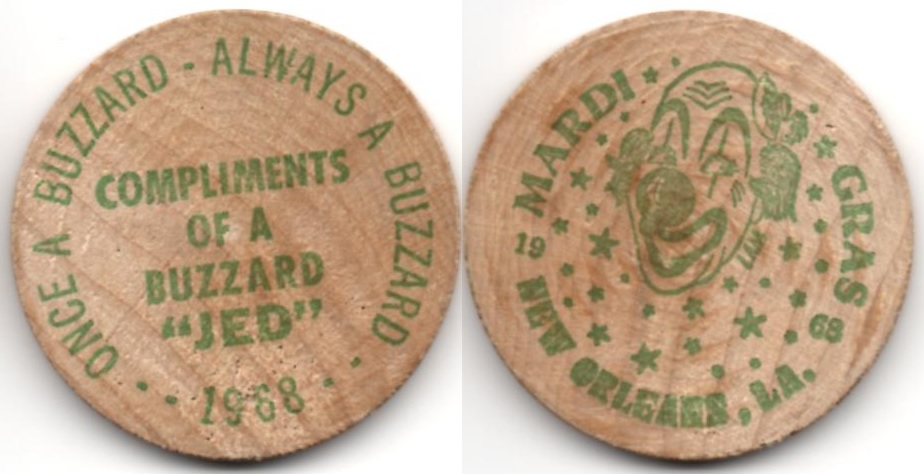 ONCE A BUZZARD - ALWAYS A BUZZARD
COMPLIMENTS
OF A
BUZZARD
“JED”
- - 1968 - -
MARDI GRAS
19 68
NEW ORLEANS, LA.